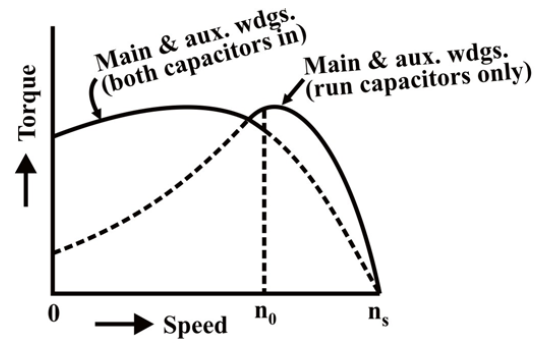 Main & aux. wdgs.
(both capacitors in)
Main & aux. wdgs.
(run capacitors only)
Torque
0
n₀
nₛ
Speed